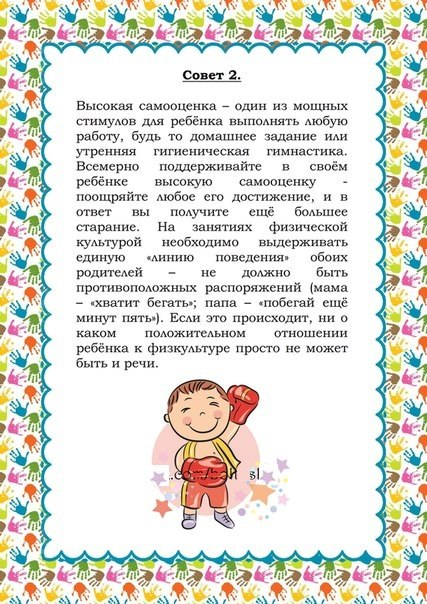 Совет 2.
Высокая самооценка – один из мощных
стимулов для ребёнка выполнять любую
работу, будь то домашнее задание или
утренняя гигиеническая гимнастика.
Всемерно поддерживайте в своём
ребёнке высокую самооценку -
поощряйте любое его достижение, и в
ответ вы получите ещё большее
старание. На занятиях физической
культурой необходимо выдерживать
единую «линию поведения» обоих
родителей – не должно быть
противоположных распоряжений (мама
– «хватит бегать»; папа – «побегай ещё
минут пять»). Если это происходит, ни о
каком положительном отношении
ребёнка к физкультуре просто не может
быть и речи.